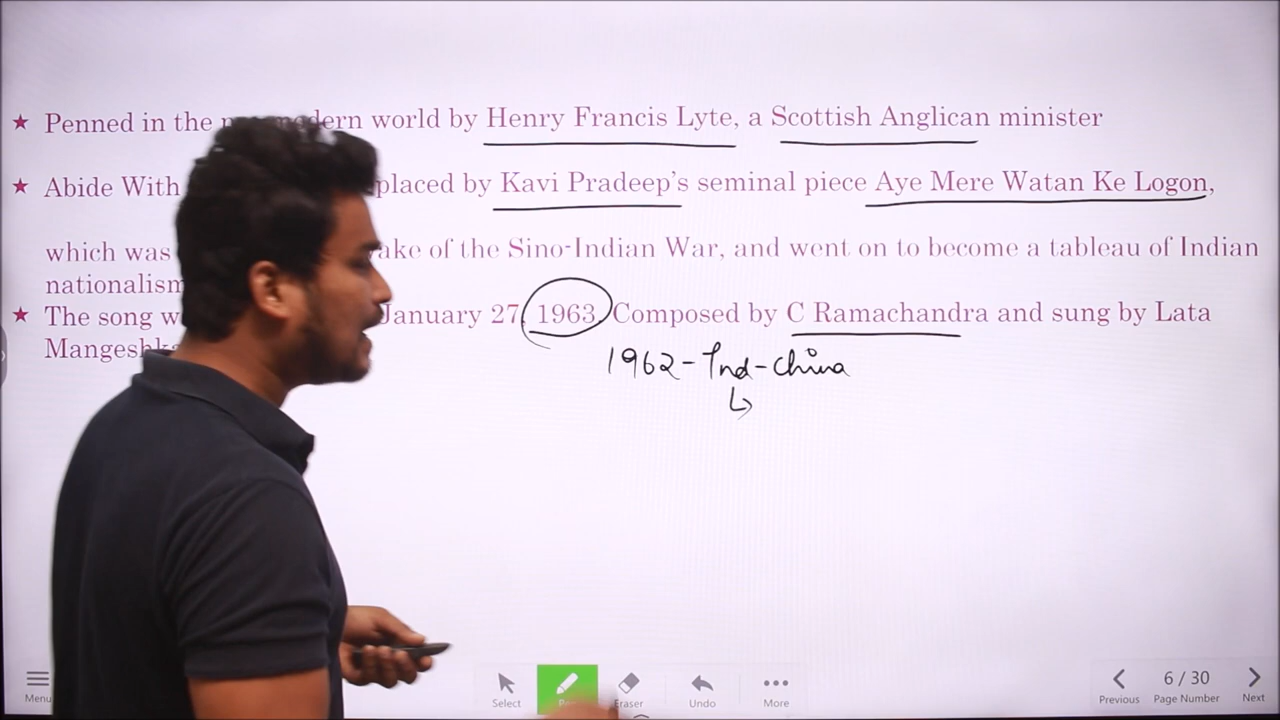 ★ Penned in the modern world by Henry Francis Lyte, a Scottish Anglican minister
★ Abide With placed by Kavi Pradeep's seminal piece Aye Mere Watan Ke Logon,
which was of the Sino-Indian War, and went on to become a tableau of Indian
nationalism
★ The song January 27, 1963. Composed by C Ramachandra and sung by Lata
1962 - Ind - China
Menu
Select
Eraser
Undo
More
Previous
6 / 30
Page Number
Next